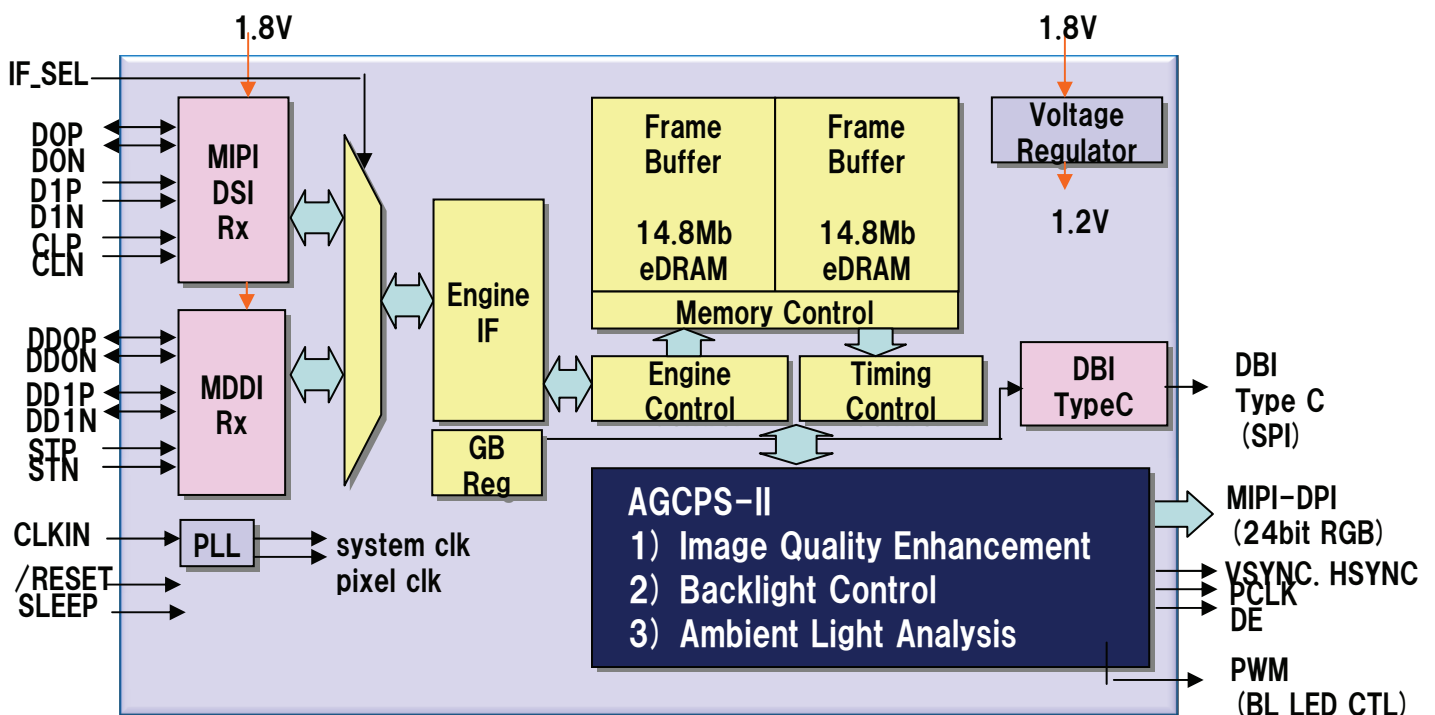 1.8V
1.8V
IF_SEL
DOP
DON
D1P
D1N
CLP
CLN
MIPI
DSI
Rx
DDOP
DDON
DD1P
DD1N
STP
STN
MDDI
Rx
CLKIN
/RESET
SLEEP
PLL
system clk
pixel clk
Engine
IF
GB
Reg
Frame
Buffer
14.8Mb
eDRAM
Frame
Buffer
14.8Mb
eDRAM
Memory Control
Engine
Control
Timing
Control
Voltage
Regulator
1.2V
DBI
TypeC
DBI
Type C
(SPI)
AGCPS-II
1) Image Quality Enhancement
2) Backlight Control
3) Ambient Light Analysis
MIPI-DPI
(24bit RGB)
VSYNC. HSYNC
PCLK
DE
PWM
(BL LED CTL)